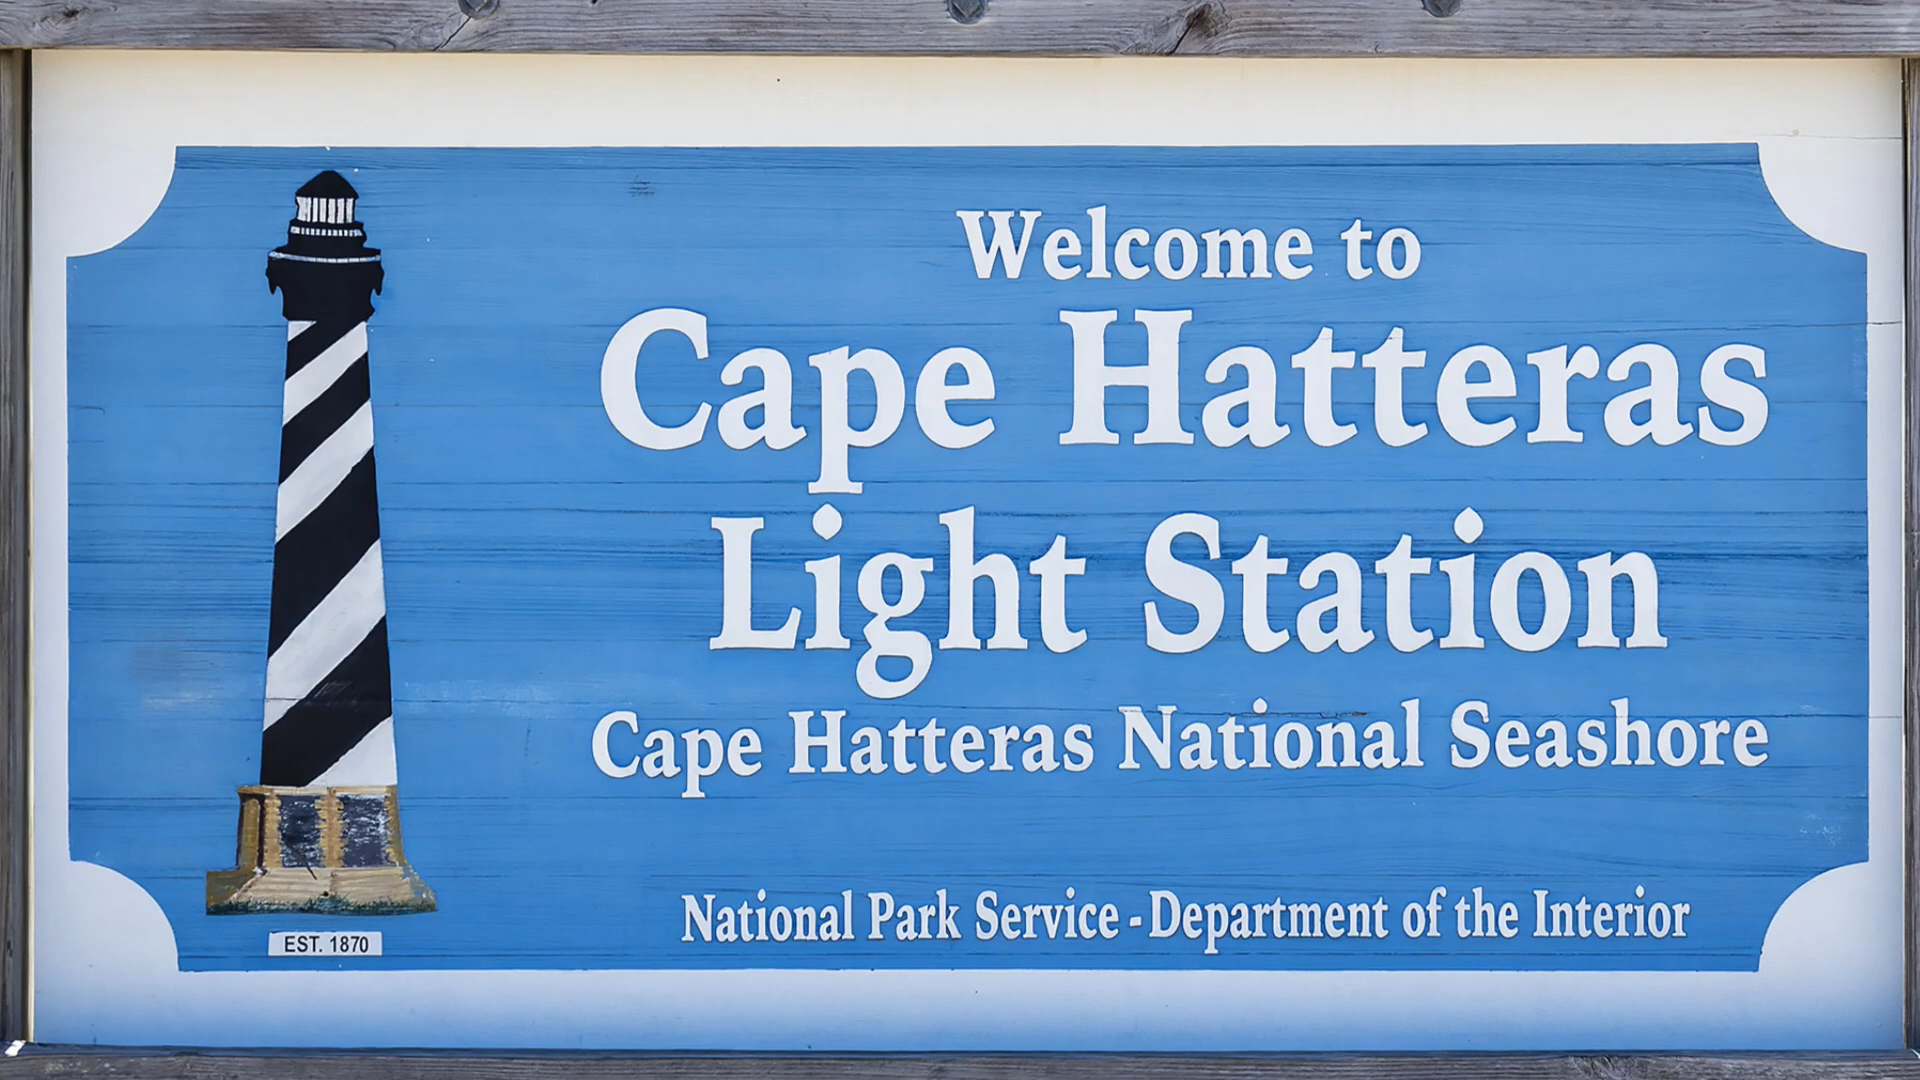 Welcome to
Cape Hatteras
Light Station
Cape Hatteras National Seashore
National Park Service - Department of the Interior
EST. 1870